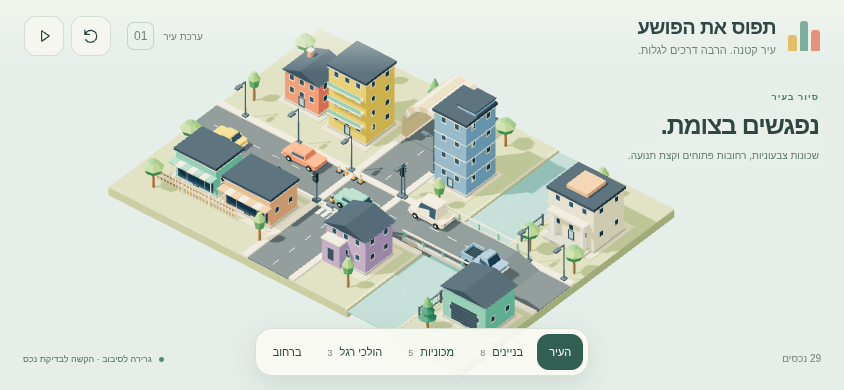 תפוס את הפושע
עיר קטנה. הרבה דרכים לגלות.
ערכת עיר 01
סיור בעיר
נפגשים בצומת.
שכונות צבעוניות, רחובות פתוחים וקצת תנועה.
העיר
בניינים 8
מכוניות 5
הולכי רגל 3
ברחוב
29 נכסים
גרירה לסיבוב · הקשה לבדיקת נכס